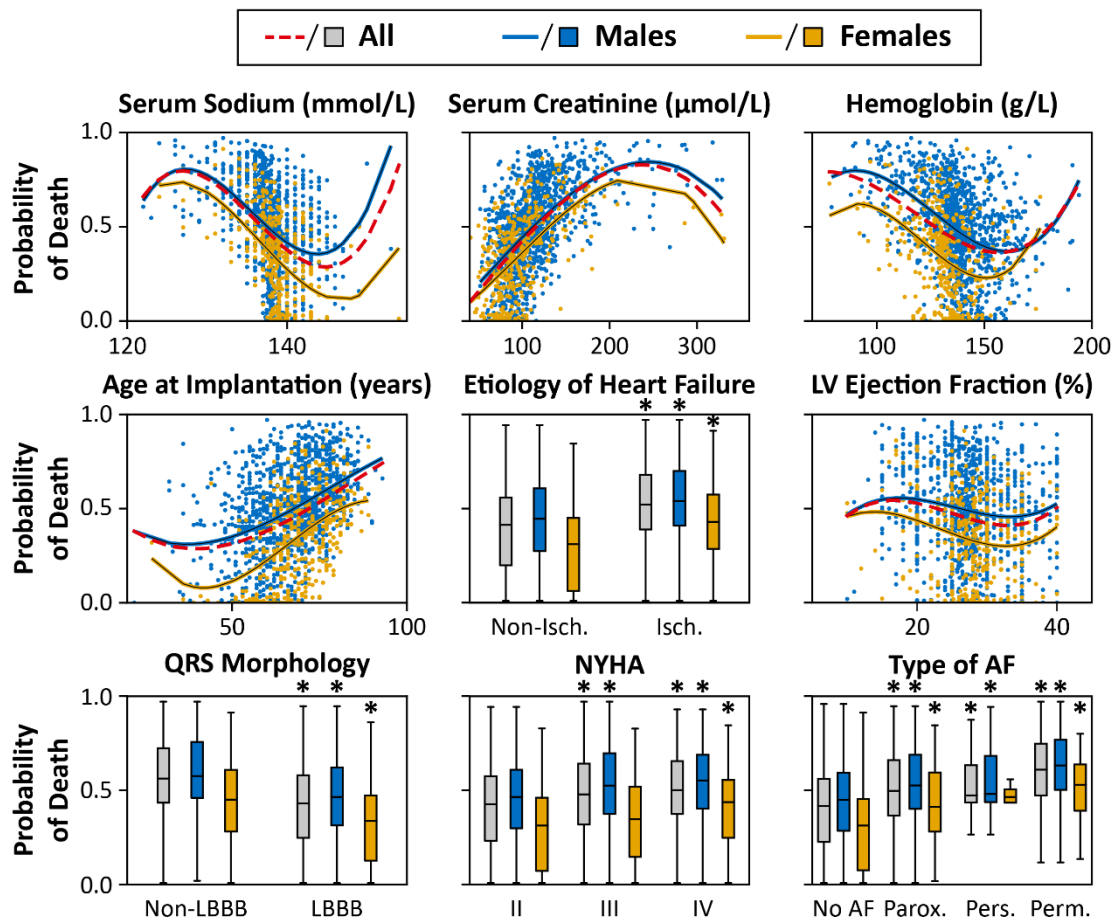 / All / Males / Females
Serum Sodium (mmol/L) Serum Creatinine (μmol/L) Hemoglobin (g/L)
Probability of Death
1.0
0.5
0.0
120 140
100 200 300
100 150 200
Age at Implantation (years) Etiology of Heart Failure LV Ejection Fraction (%)
Probability of Death
1.0
0.5
0.0
50 100
* * *
Non-Isch. Isch.
20 40
QRS Morphology NYHA Type of AF
Probability of Death
1.0
0.5
0.0
* * *
Non-LBBB LBBB
* * * * *
II III IV
* * * * * * * *
No AF Parox. Pers. Perm.